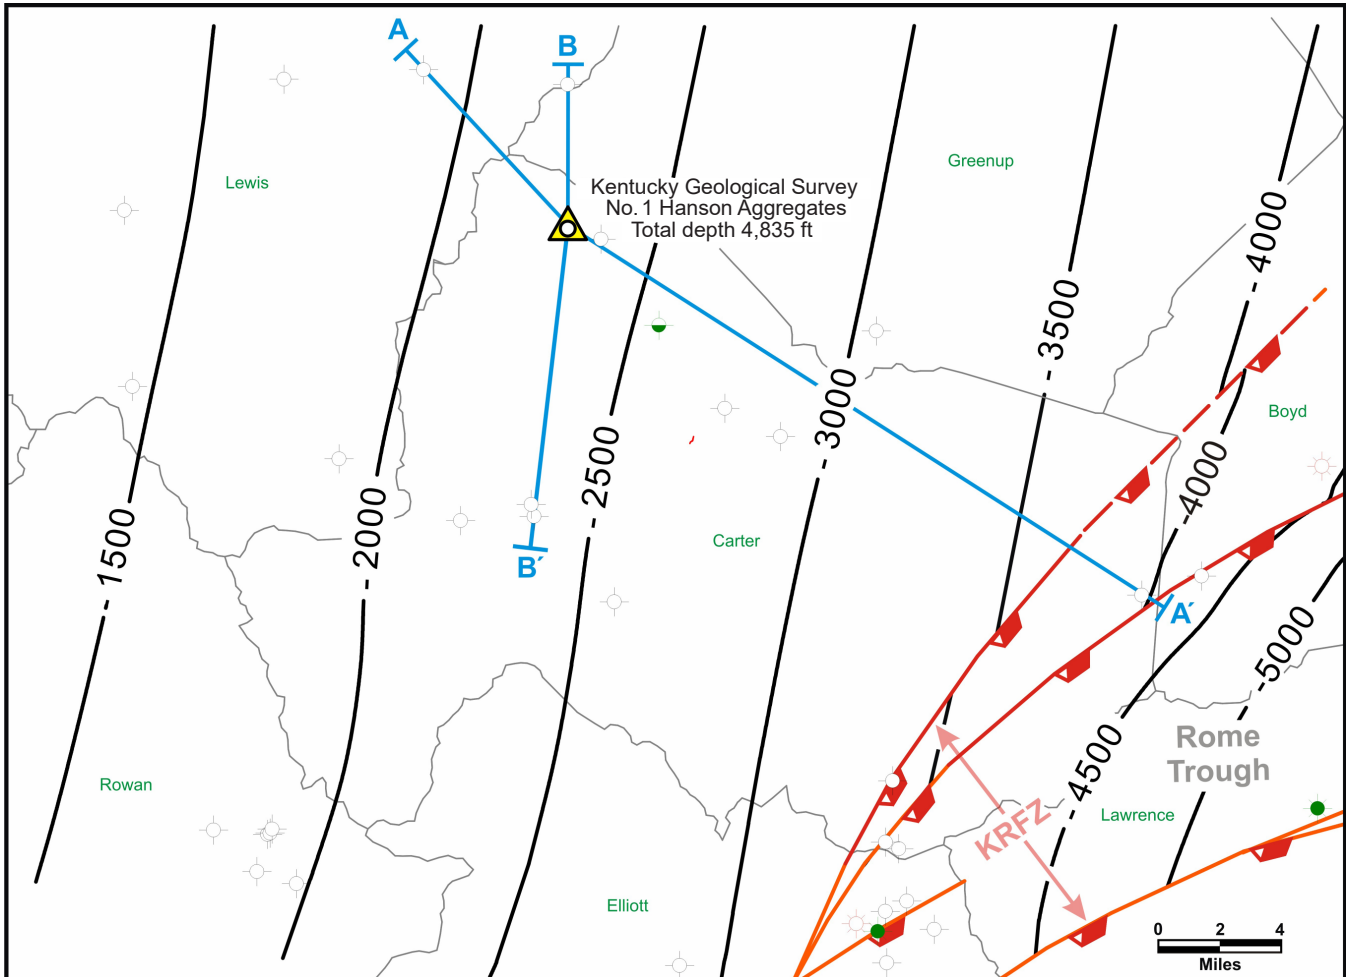 A
B
Greenup
Lewis
Kentucky Geological Survey
No. 1 Hanson Aggregates
Total depth 4,835 ft
-4000
-3500
-3000
Boyd
-2500
-4000
-2000
-1500
Carter
B´
A´
-5000
Rome
Trough
-4500
Rowan
Lawrence
KRFZ
Elliott
0 2 4
Miles